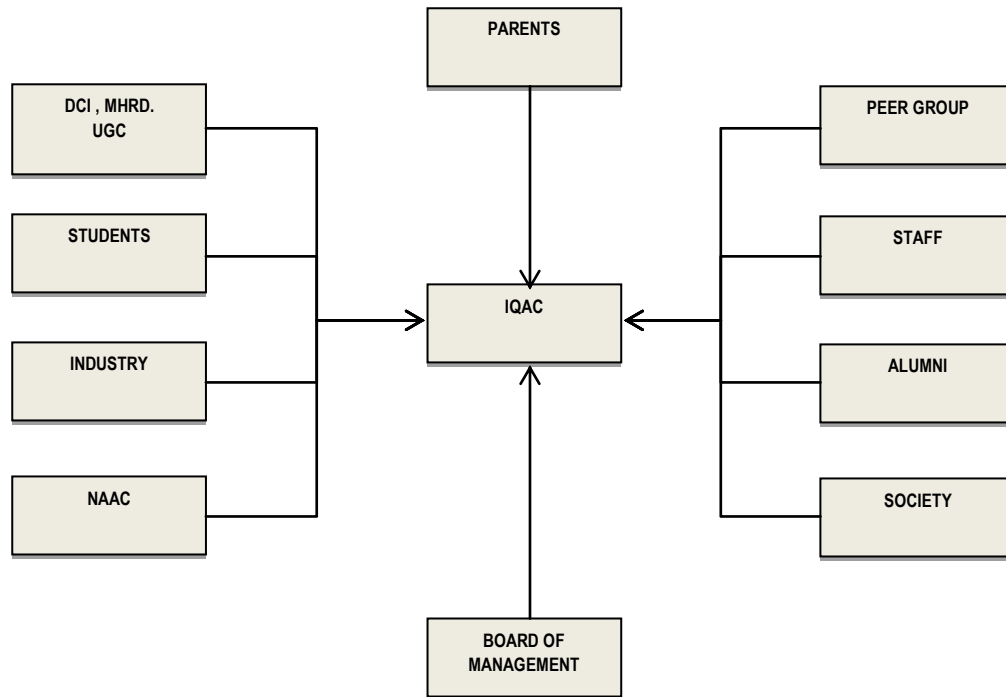 PARENTS
DCI , MHRD.
UGC
PEER GROUP
STUDENTS
STAFF
IQAC
INDUSTRY
ALUMNI
NAAC
SOCIETY
BOARD OF
MANAGEMENT